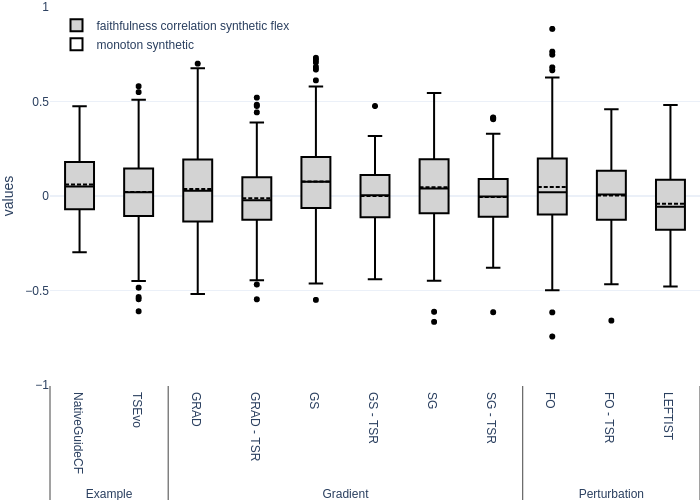 1
faithfulness correlation synthetic flex
monoton synthetic
0.5
values
0
−0.5
−1
NativeGuideCF
TSEvo
GRAD
GRAD - TSR
GS
GS - TSR
SG
SG - TSR
FO
FO - TSR
LEFTIST
Example
Gradient
Perturbation